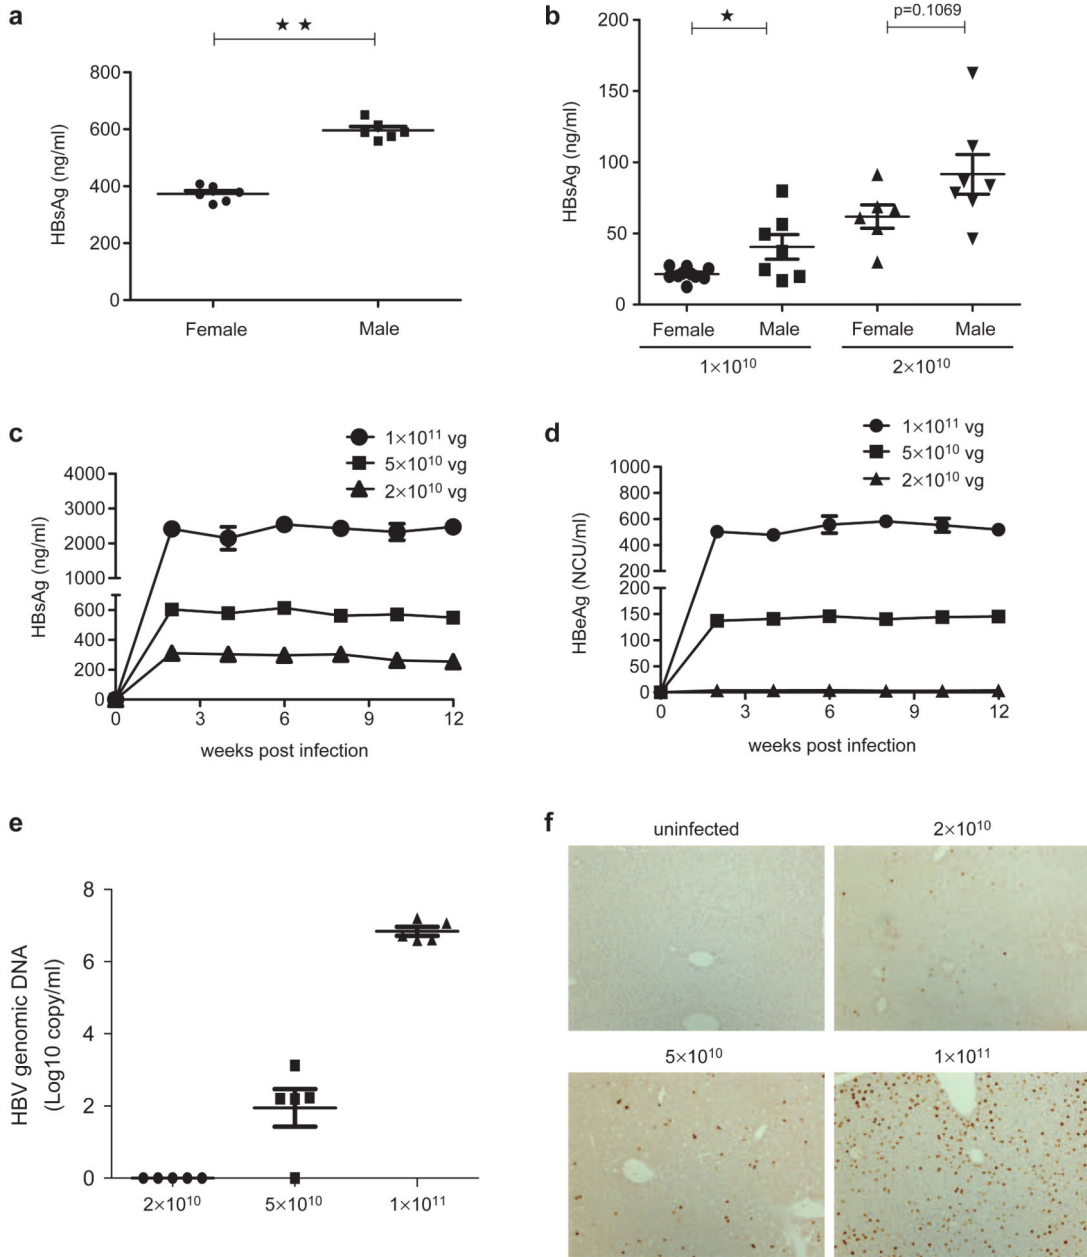 a
★ ★
HBsAg (ng/ml)
800
600
400
200
0
Female Male
b
★ p=0.1069
HBsAg (ng/ml)
200
150
100
50
0
Female Male Female Male
1×10¹⁰ 2×10¹⁰
c
1×10¹¹ vg
5×10¹⁰ vg
2×10¹⁰ vg
HBsAg (ng/ml)
4000
3000
2000
1000
600
400
200
0
0 3 6 9 12
weeks post infection
d
1×10¹¹ vg
5×10¹⁰ vg
2×10¹⁰ vg
HBeAg (NCU/ml)
1000
800
600
400
200
200
150
100
50
0
0 3 6 9 12
weeks post infection
e
HBV genomic DNA
(Log10 copy/ml)
8
6
4
2
0
2×10¹⁰ 5×10¹⁰ 1×10¹¹
f
uninfected 2×10¹⁰
5×10¹⁰ 1×10¹¹